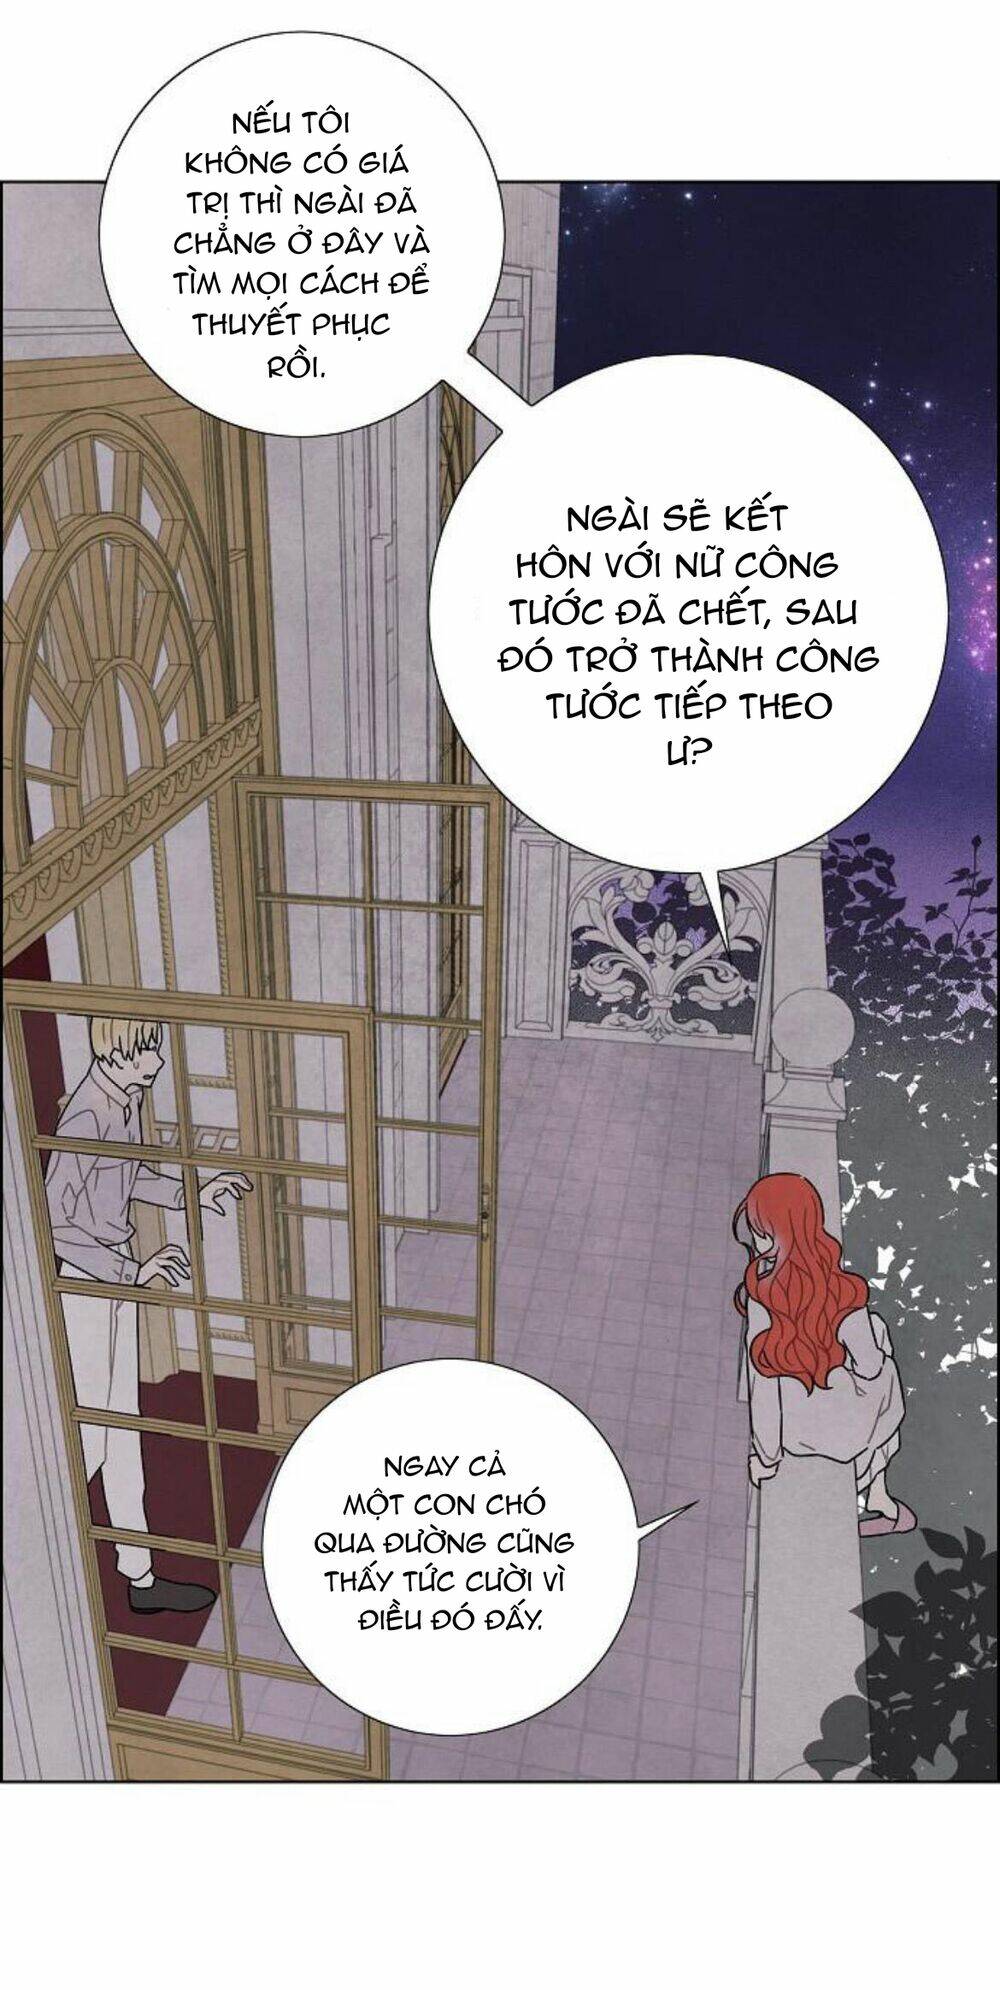 NẾU TÔI
KHÔNG CÓ GIÁ
TRỊ THÌ NGÀI ĐÃ
CHẲNG Ở ĐÂY VÀ
TÌM MỌI CÁCH ĐỂ
THUYẾT PHỤC
RỒI.
NGÀI SẼ KẾT
HÔN VỚI NỮ CÔNG
TƯỚC ĐÃ CHẾT, SAU
ĐÓ TRỞ THÀNH CÔNG
TƯỚC TIẾP THEO
Ư?
NGAY CẢ
MỘT CON CHÓ
QUA ĐƯỜNG CŨNG
THẤY TỨC CƯỜI VÌ
ĐIỀU ĐÓ ĐẤY.